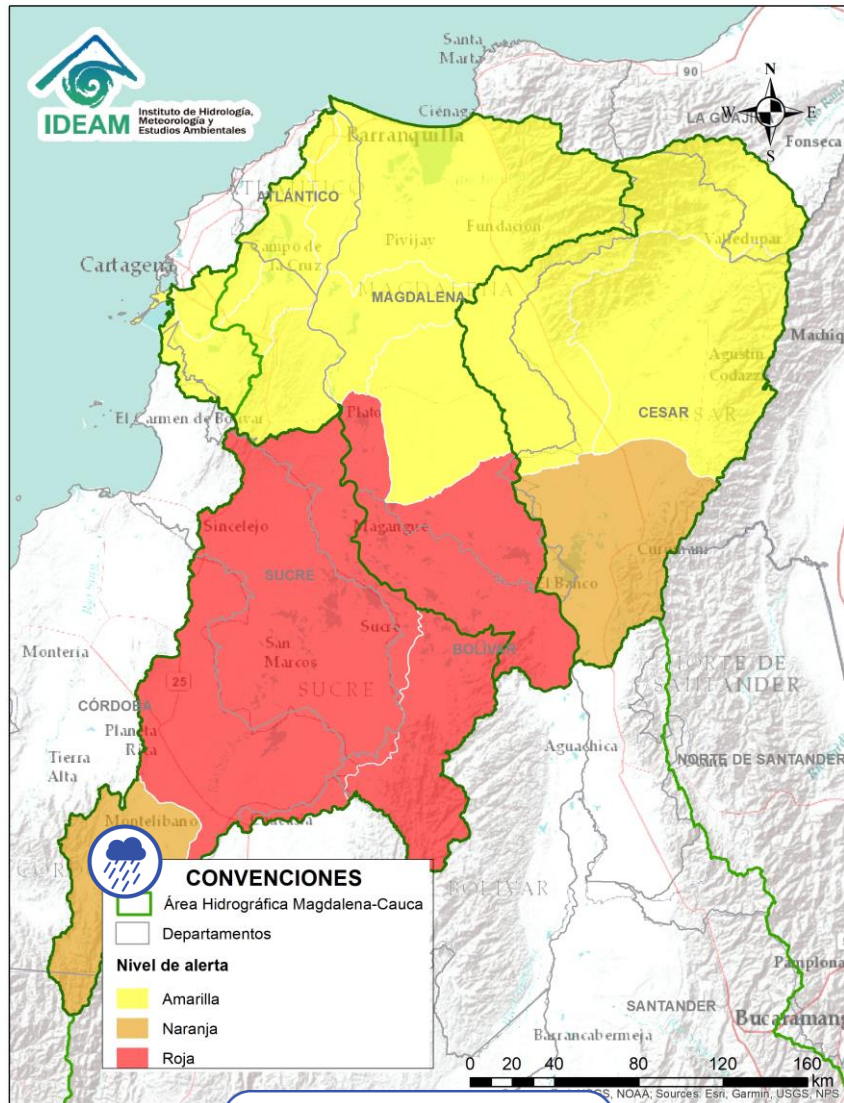 IDEAM
Instituto de Hidrología,
Meteorología y
Estudios Ambientales
Santa
Marta
90
N
W
E
S
Ciénaga
LA GUAJIRA
Fonseca
Barranquilla
ATLÁNTICO
Fundación
Valledupar
Pivijay
Campo de
la Cruz
Cartagena
MAGDALENA
MAGDALENA
Machiq
Agustín
Codazzi
CESAR
El Carmen de Bolívar
Plato
Sincelejo
Magangue
Curumaní
El Banco
SUCRE
Sucre
Montería
San
Marcos
BOLÍVAR
NORTE DE
SANTANDER
25
SUCRE
CÓRDOBA
Planeta
Rica
Aguachica
Tierra
Alta
NORTE DE SANTANDER
Montelíbano
BOLÍVAR
CONVENCIONES
Área Hidrográfica Magdalena-Cauca
Departamentos
Nivel de alerta
Amarilla
Naranja
Roja
Pamplona
SANTANDER
Bucaramang
Barrancabermeja
0 20 40 80 120 160
km
NOAA; Sources: Esri, Garmin, USGS, NPS